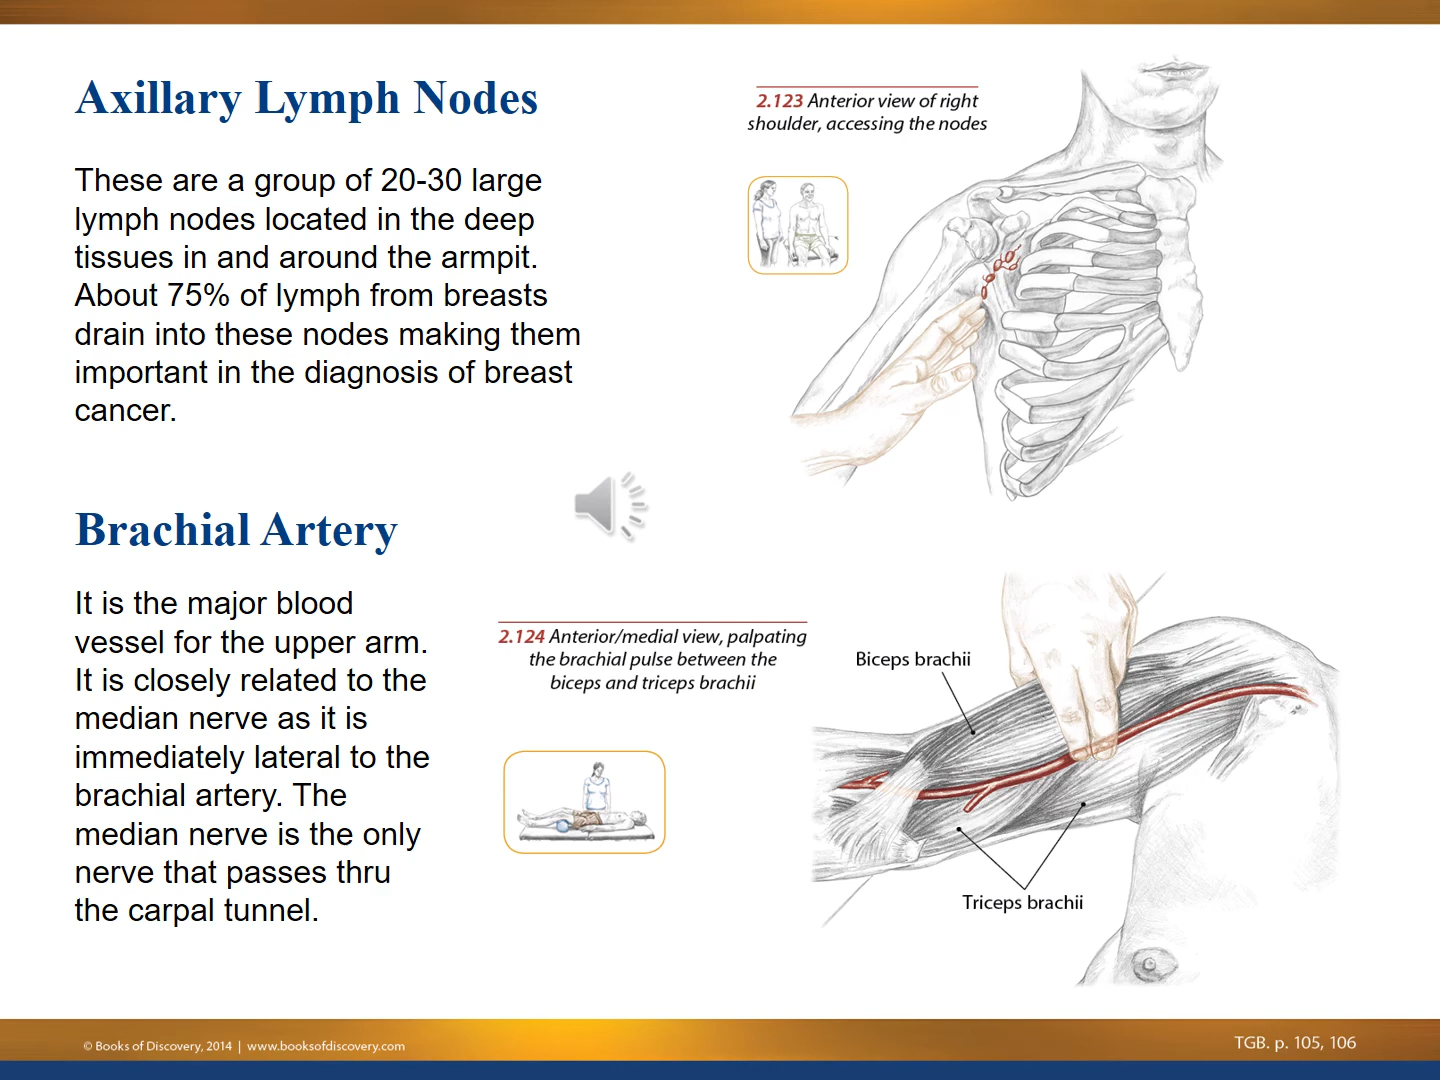 Axillary Lymph Nodes
These are a group of 20-30 large
lymph nodes located in the deep
tissues in and around the armpit.
About 75% of lymph from breasts
drain into these nodes making them
important in the diagnosis of breast
cancer.
2.123 Anterior view of right
shoulder, accessing the nodes
Brachial Artery
It is the major blood
vessel for the upper arm.
It is closely related to the
median nerve as it is
immediately lateral to the
brachial artery. The
median nerve is the only
nerve that passes thru
the carpal tunnel.
2.124 Anterior/medial view, palpating
the brachial pulse between the
biceps and triceps brachii
Biceps brachii
Triceps brachii
© Books of Discovery, 2014 | www.booksofdiscovery.com
TGB. p. 105, 106